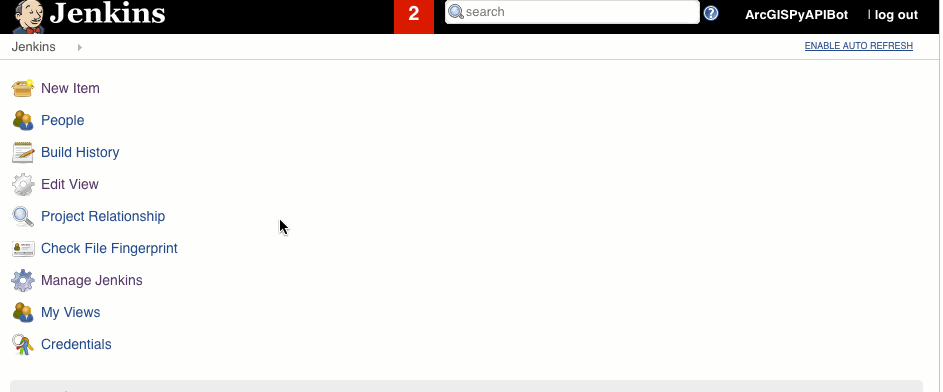 Jenkins
2
search
ArcGISPyAPIBot
| log out
Jenkins
ENABLE AUTO REFRESH
New Item
People
Build History
Edit View
Project Relationship
Check File Fingerprint
Manage Jenkins
My Views
Credentials